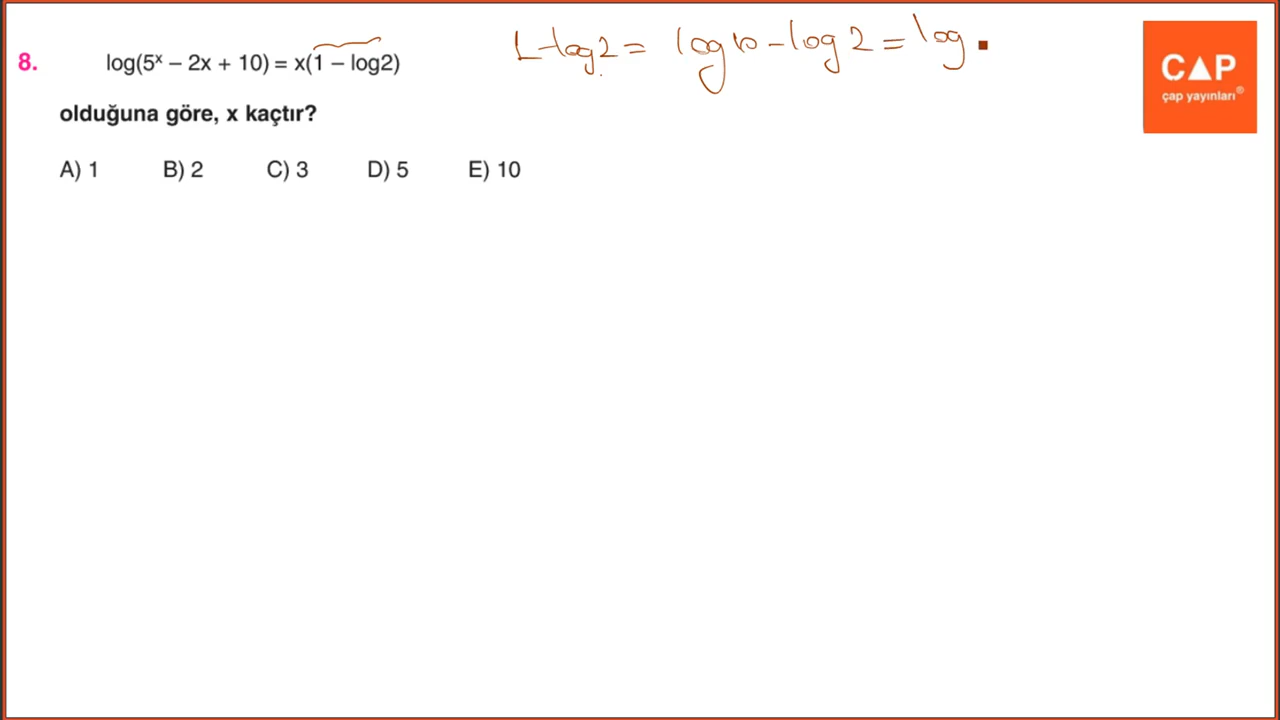 8. log(5ˣ – 2x + 10) = x(1 – log2)
1-log2 = log10-log2 = log
olduğuna göre, x kaçtır?
A) 1 B) 2 C) 3 D) 5 E) 10
CAP
çap yayınları®